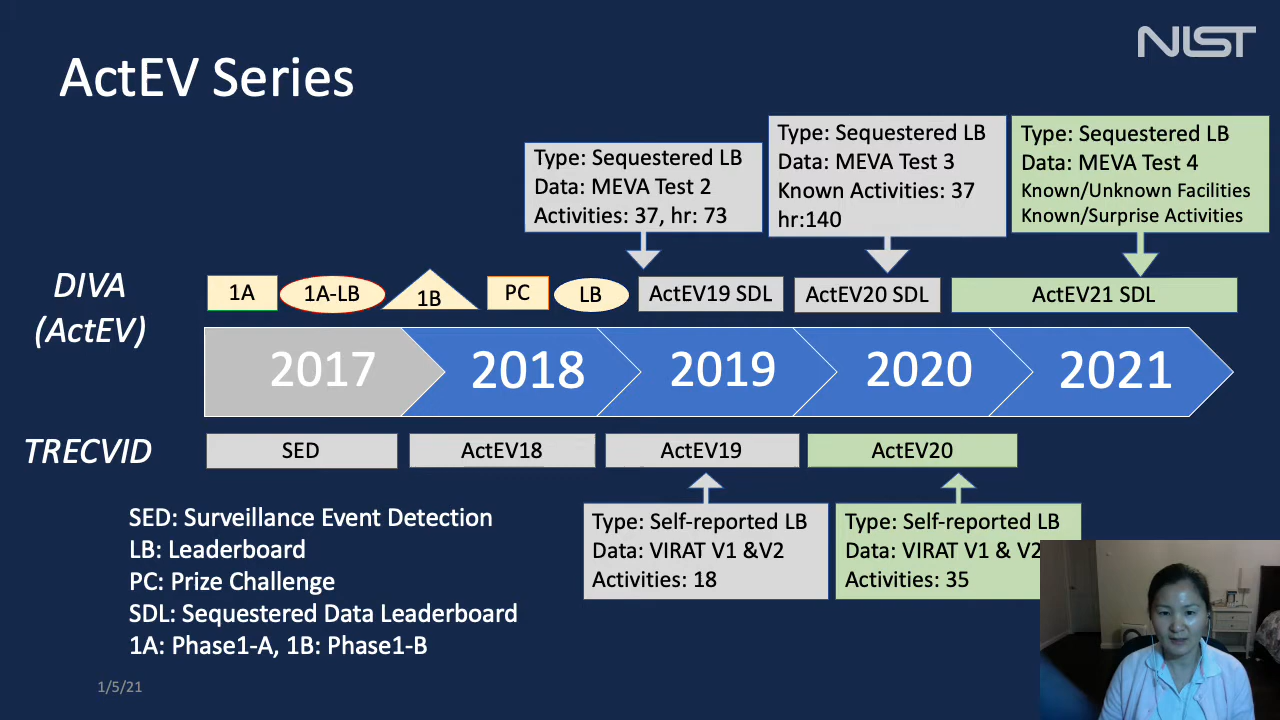 NIST
ActEV Series
Type: Sequestered LB
Data: MEVA Test 2
Activities: 37, hr: 73
Type: Sequestered LB
Data: MEVA Test 3
Known Activities: 37
hr:140
Type: Sequestered LB
Data: MEVA Test 4
Known/Unknown Facilities
Known/Surprise Activities
DIVA
(ActEV)
1A
1A-LB
1B
PC
LB
ActEV19 SDL
ActEV20 SDL
ActEV21 SDL
2017
2018
2019
2020
2021
TRECVID
SED
ActEV18
ActEV19
ActEV20
Type: Self-reported LB
Data: VIRAT V1 &V2
Activities: 18
Type: Self-reported LB
Data: VIRAT V1 & V2
Activities: 35
SED: Surveillance Event Detection
LB: Leaderboard
PC: Prize Challenge
SDL: Sequestered Data Leaderboard
1A: Phase1-A, 1B: Phase1-B
1/5/21